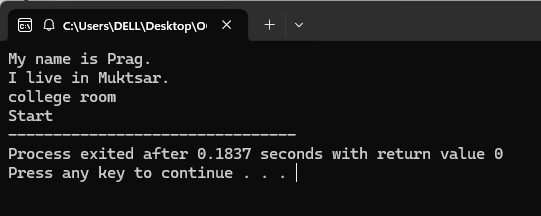 C:\Users\DELL\Desktop\O
My name is Prag.
I live in Muktsar.
college room
Start
--------------------------------
Process exited after 0.1837 seconds with return value 0
Press any key to continue . . .